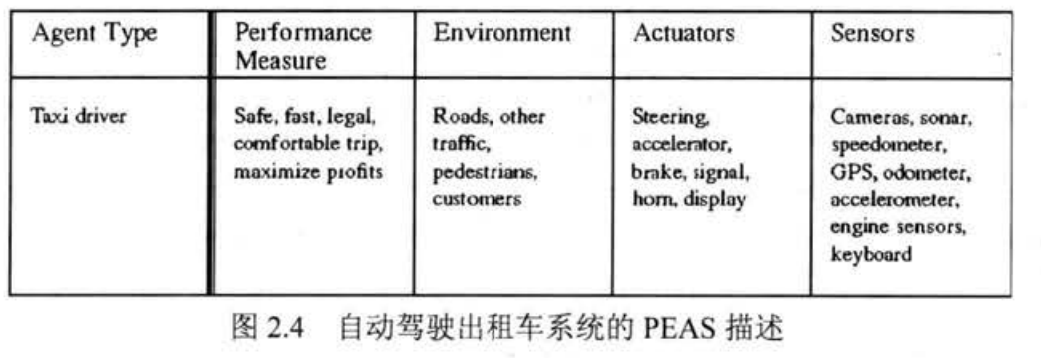 Agent Type
Performance
Measure
Environment
Actuators
Sensors
Taxi driver
Safe, fast, legal,
comfortable trip,
maximize profits
Roads, other
traffic,
pedestrians,
customers
Steering,
accelerator,
brake, signal,
horn, display
Cameras, sonar,
speedometer,
GPS, odometer,
accelerometer,
engine sensors,
keyboard
图 2.4 自动驾驶出租车系统的 PEAS 描述